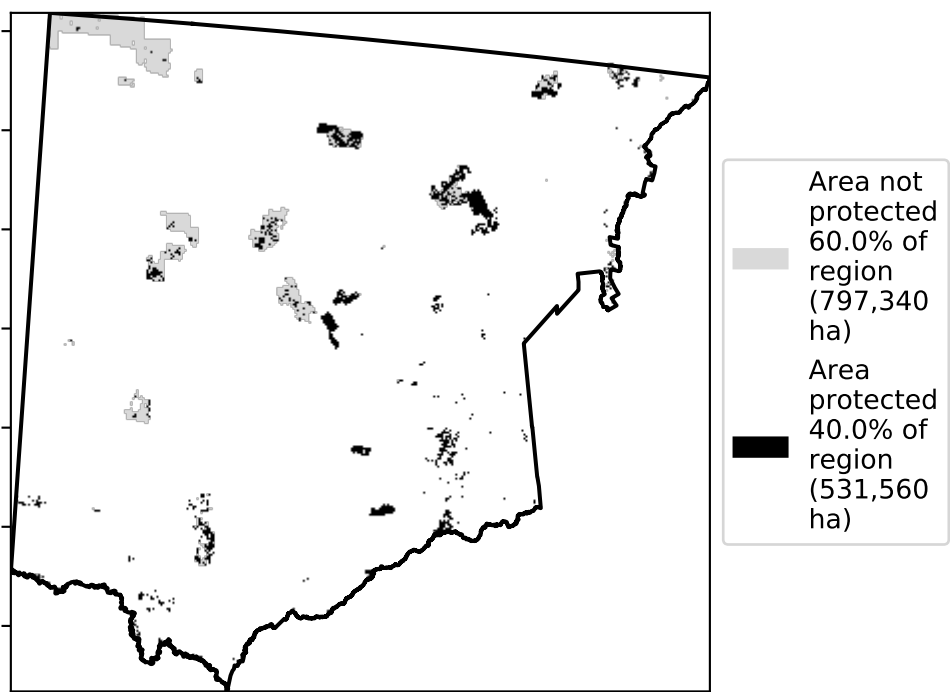 Area not
protected
60.0% of
region
(797,340
ha)
Area
protected
40.0% of
region
(531,560
ha)